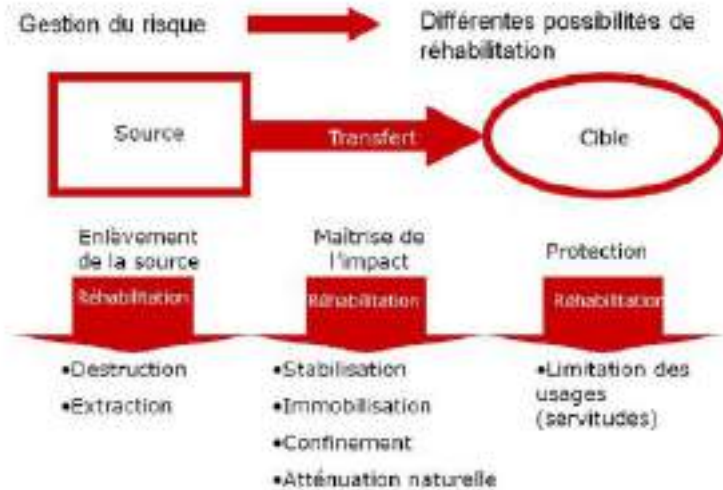 Gestion du risque
Différentes possibilités de
réhabilitation
Source
Transfert
Cible
Enlèvement
de la source
Réhabilitation
•Destruction
•Extraction
Maîtrise de
l'impact
Réhabilitation
•Stabilisation
•Immobilisation
•Confinement
•Atténuation naturelle
Protection
Réhabilitation
•Limitation des
usages
(servitudes)